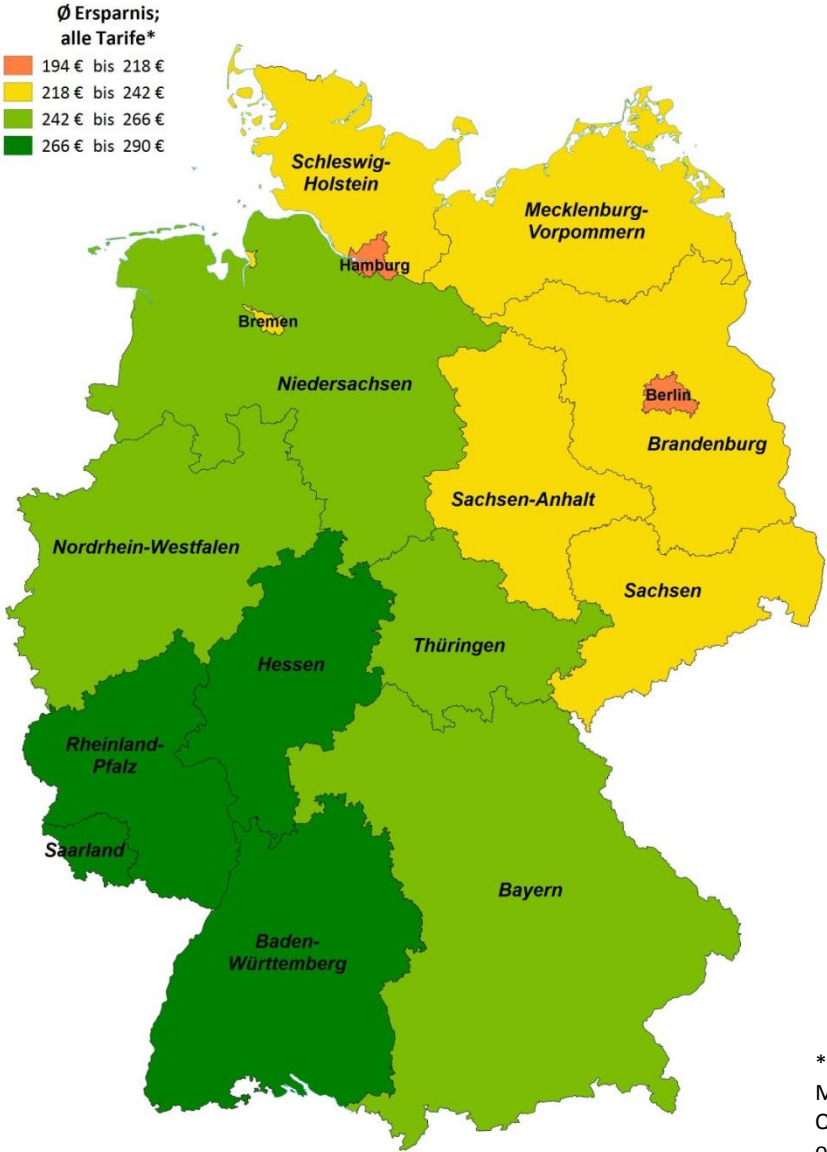 Ø Ersparnis;
alle Tarife*
194 € bis 218 €
218 € bis 242 €
242 € bis 266 €
266 € bis 290 €
Schleswig-
Holstein
Mecklenburg-
Vorpommern
Hamburg
Bremen
Niedersachsen
Berlin
Brandenburg
Sachsen-Anhalt
Nordrhein-Westfalen
Sachsen
Thüringen
Hessen
Rheinland-
Pfalz
Saarland
Bayern
Baden-
Württemberg
*